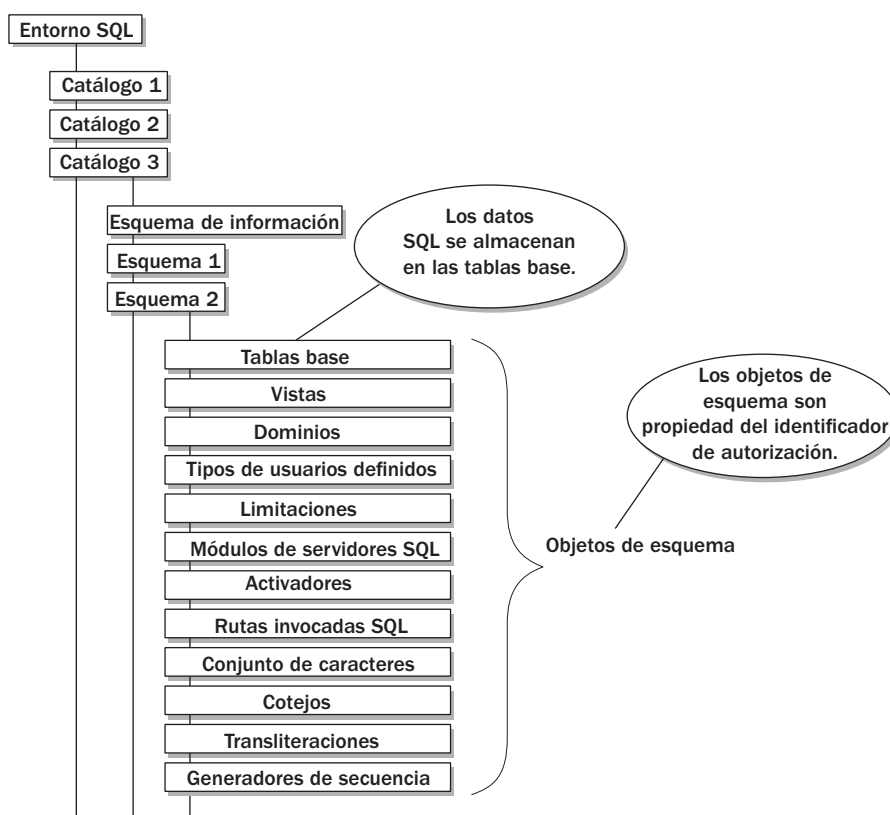 Entorno SQL
Catálogo 1
Catálogo 2
Catálogo 3
Esquema de información
Esquema 1
Esquema 2
Los datos
SQL se almacenan
en las tablas base.
Tablas base
Vistas
Dominios
Tipos de usuarios definidos
Limitaciones
Módulos de servidores SQL
Activadores
Rutas invocadas SQL
Conjunto de caracteres
Cotejos
Transliteraciones
Generadores de secuencia
Los objetos de
esquema son
propiedad del identificador
de autorización.
Objetos de esquema